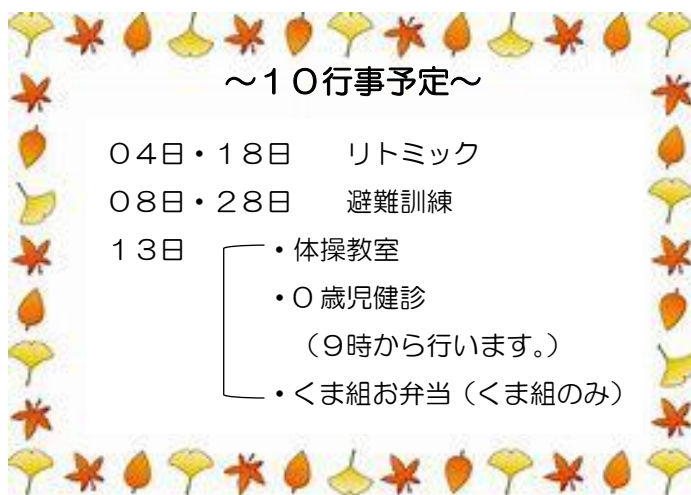 ～１０行事予定～
０４日・１８日　リトミック
０８日・２８日　避難訓練
１３日　・体操教室
・０歳児健診
（９時から行います。）
・くま組お弁当（くま組のみ）